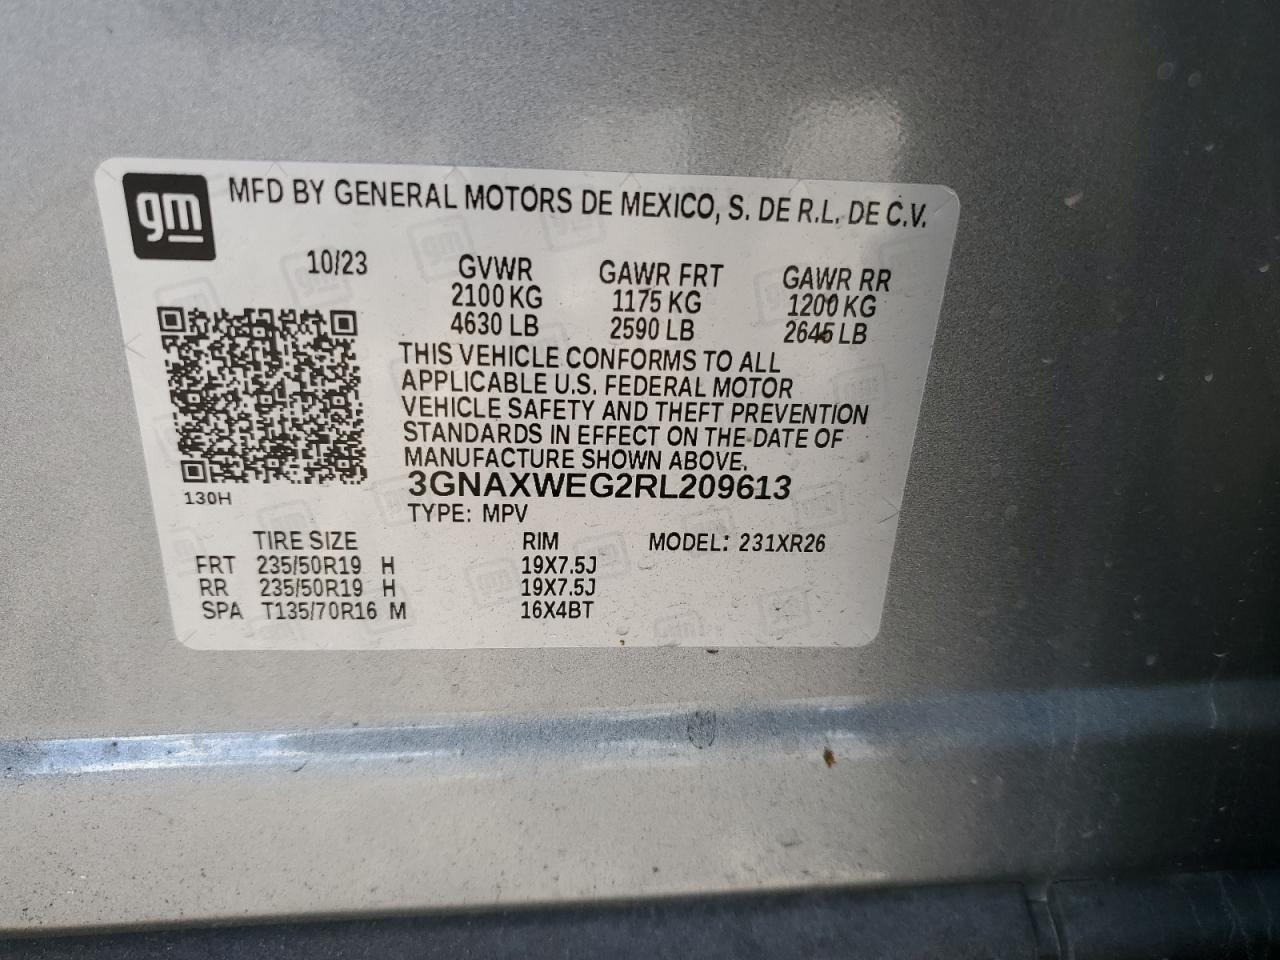 gm
MFD BY GENERAL MOTORS DE MEXICO, S. DE R.L. DE C.V.
10/23 GVWR GAWR FRT GAWR RR
2100 KG 1175 KG 1200 KG
4630 LB 2590 LB 2645 LB
THIS VEHICLE CONFORMS TO ALL
APPLICABLE U.S. FEDERAL MOTOR
VEHICLE SAFETY AND THEFT PREVENTION
STANDARDS IN EFFECT ON THE DATE OF
MANUFACTURE SHOWN ABOVE.
3GNAXWEG2RL209613
130H
TYPE: MPV
TIRE SIZE RIM MODEL: 231XR26
FRT 235/50R19 H 19X7.5J
RR 235/50R19 H 19X7.5J
SPA T135/70R16 M 16X4BT